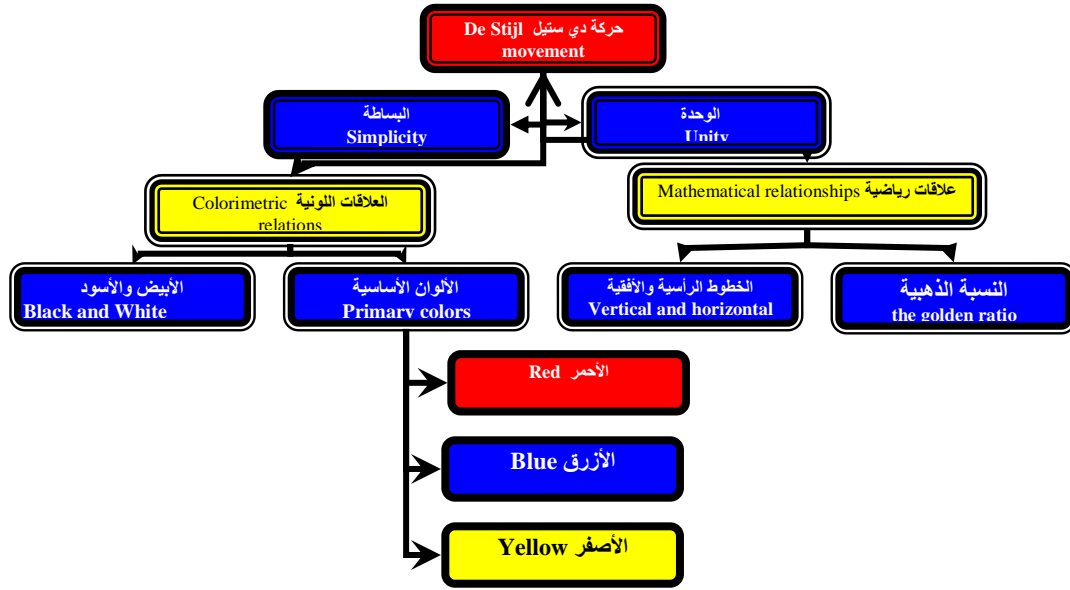 حركة دي ستيل De Stijl
movement
البساطة
Simplicity
الوحدة
Unity
العلاقات اللونية Colorimetric
relations
علاقات رياضية Mathematical relationships
الأبيض والأسود
Black and White
الألوان الأساسية
Primary colors
الخطوط الرأسية والأفقية
Vertical and horizontal
النسبة الذهبية
the golden ratio
الأحمر Red
الأزرق Blue
الأصفر Yellow